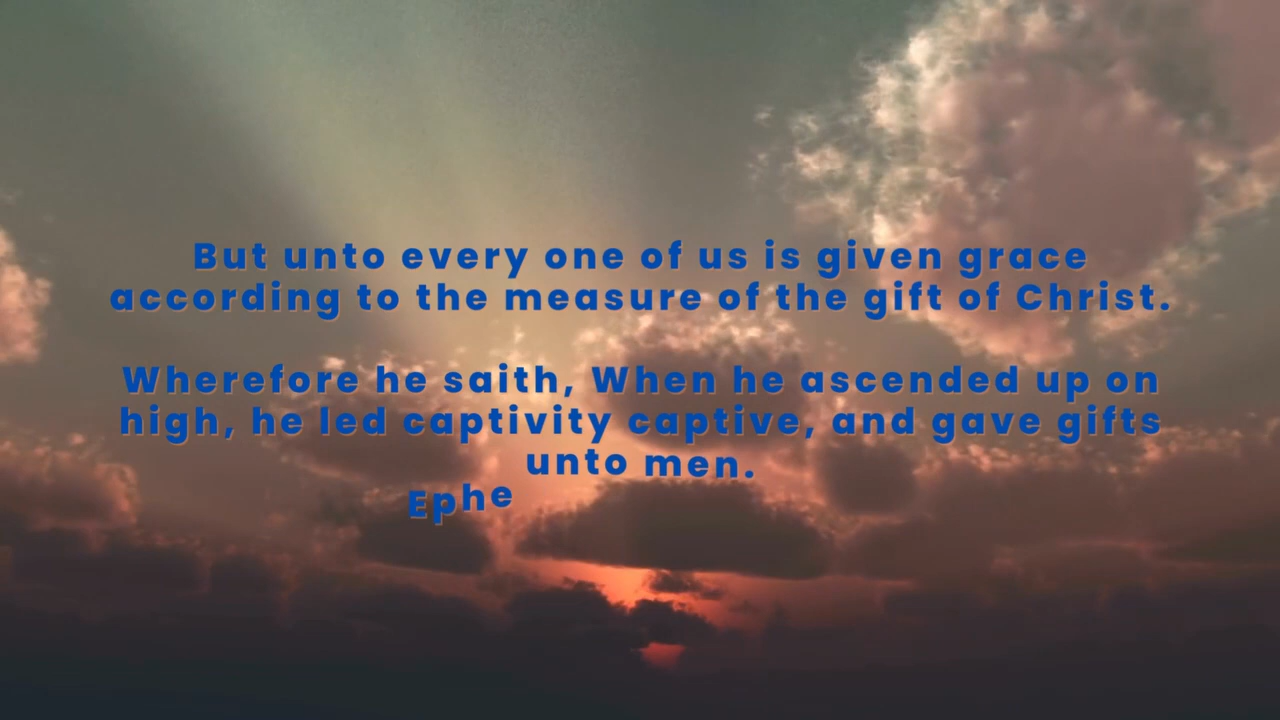 But unto every one of us is given grace
according to the measure of the gift of Christ.
Wherefore he saith, When he ascended up on
high, he led captivity captive, and gave gifts
unto men.
Ephe